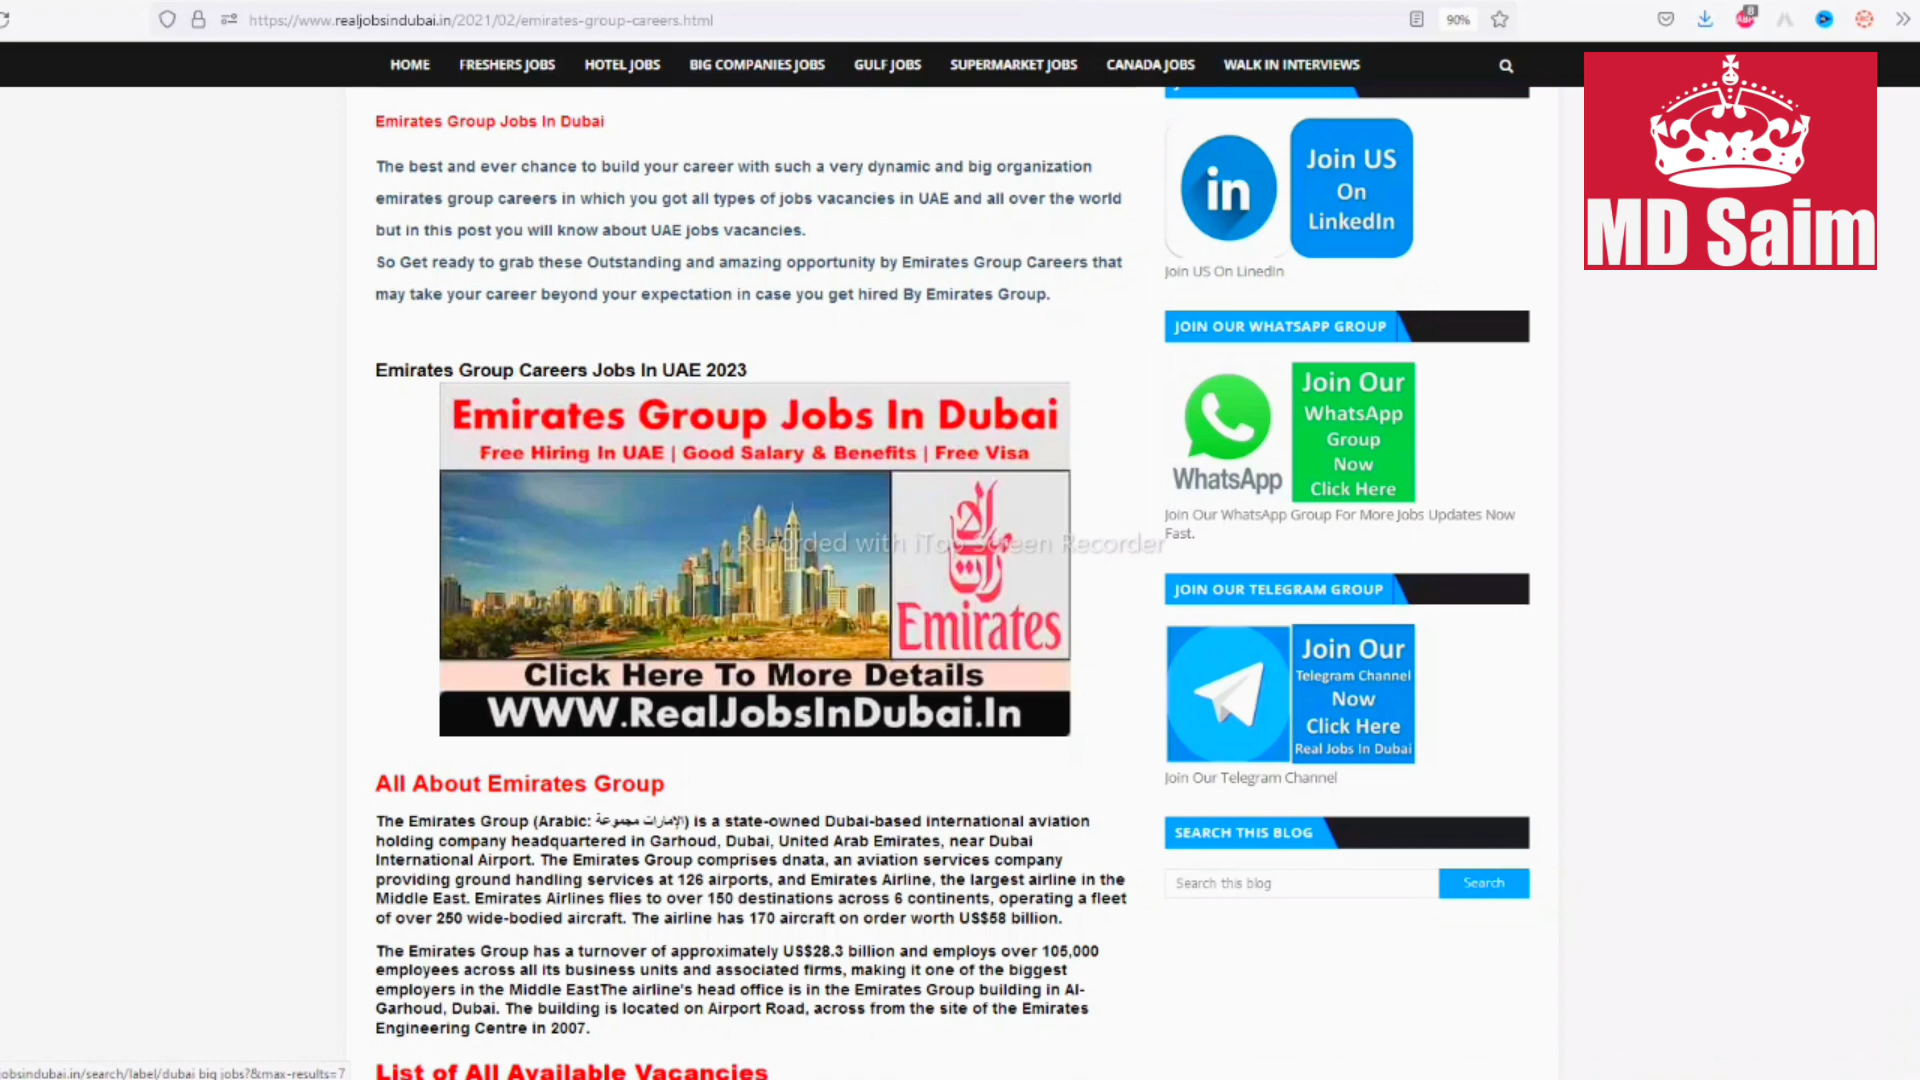 https://www.realjobsindubai.in/2021/02/emirates-group-careers.html
90%
8
HOME FRESHERS JOBS HOTEL JOBS BIG COMPANIES JOBS GULF JOBS SUPERMARKET JOBS CANADA JOBS WALK IN INTERVIEWS
MD Saim
Emirates Group Jobs In Dubai
The best and ever chance to build your career with such a very dynamic and big organization
emirates group careers in which you got all types of jobs vacancies in UAE and all over the world
but in this post you will know about UAE jobs vacancies.
So Get ready to grab these Outstanding and amazing opportunity by Emirates Group Careers that
may take your career beyond your expectation in case you get hired By Emirates Group.
Emirates Group Careers Jobs In UAE 2023
Emirates Group Jobs In Dubai
Free Hiring In UAE | Good Salary & Benefits | Free Visa
Emirates
Recorded with iTop Screen Recorder
Click Here To More Details
WWW.RealJobsInDubai.In
All About Emirates Group
The Emirates Group (Arabic: الإمارات مجموعة) is a state-owned Dubai-based international aviation
holding company headquartered in Garhoud, Dubai, United Arab Emirates, near Dubai
International Airport. The Emirates Group comprises dnata, an aviation services company
providing ground handling services at 126 airports, and Emirates Airline, the largest airline in the
Middle East. Emirates Airlines flies to over 150 destinations across 6 continents, operating a fleet
of over 250 wide-bodied aircraft. The airline has 170 aircraft on order worth US$58 billion.
The Emirates Group has a turnover of approximately US$28.3 billion and employs over 105,000
employees across all its business units and associated firms, making it one of the biggest
employers in the Middle EastThe airline's head office is in the Emirates Group building in Al-
Garhoud, Dubai. The building is located on Airport Road, across from the site of the Emirates
Engineering Centre in 2007.
List of All Available Vacancies
in
Join US
On
LinkedIn
Join US On LinedIn
JOIN OUR WHATSAPP GROUP
WhatsApp
Join Our
WhatsApp
Group
Now
Click Here
Join Our WhatsApp Group For More Jobs Updates Now
Fast.
JOIN OUR TELEGRAM GROUP
Join Our
Telegram Channel
Now
Click Here
Real Jobs In Dubai
Join Our Telegram Channel
SEARCH THIS BLOG
Search this blog
Search
obsindubai.in/search/label/dubai big jobs?&max-results=7